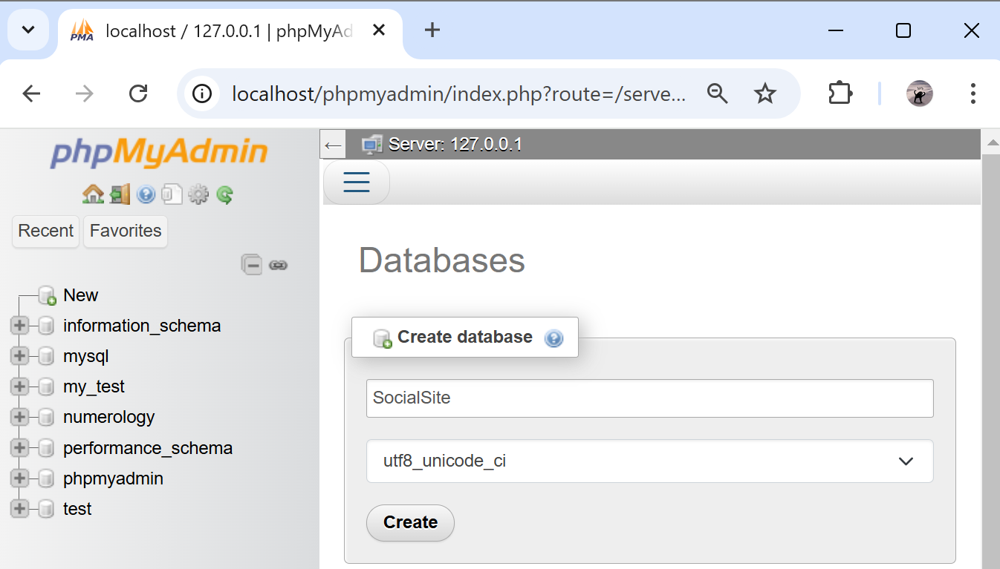 PMA localhost / 127.0.0.1 | phpMyAd
localhost/phpmyadmin/index.php?route=/serve...
phpMyAdmin
Recent Favorites
New
information_schema
mysql
my_test
numerology
performance_schema
phpmyadmin
test
Server: 127.0.0.1
Databases
Create database
SocialSite
utf8_unicode_ci
Create